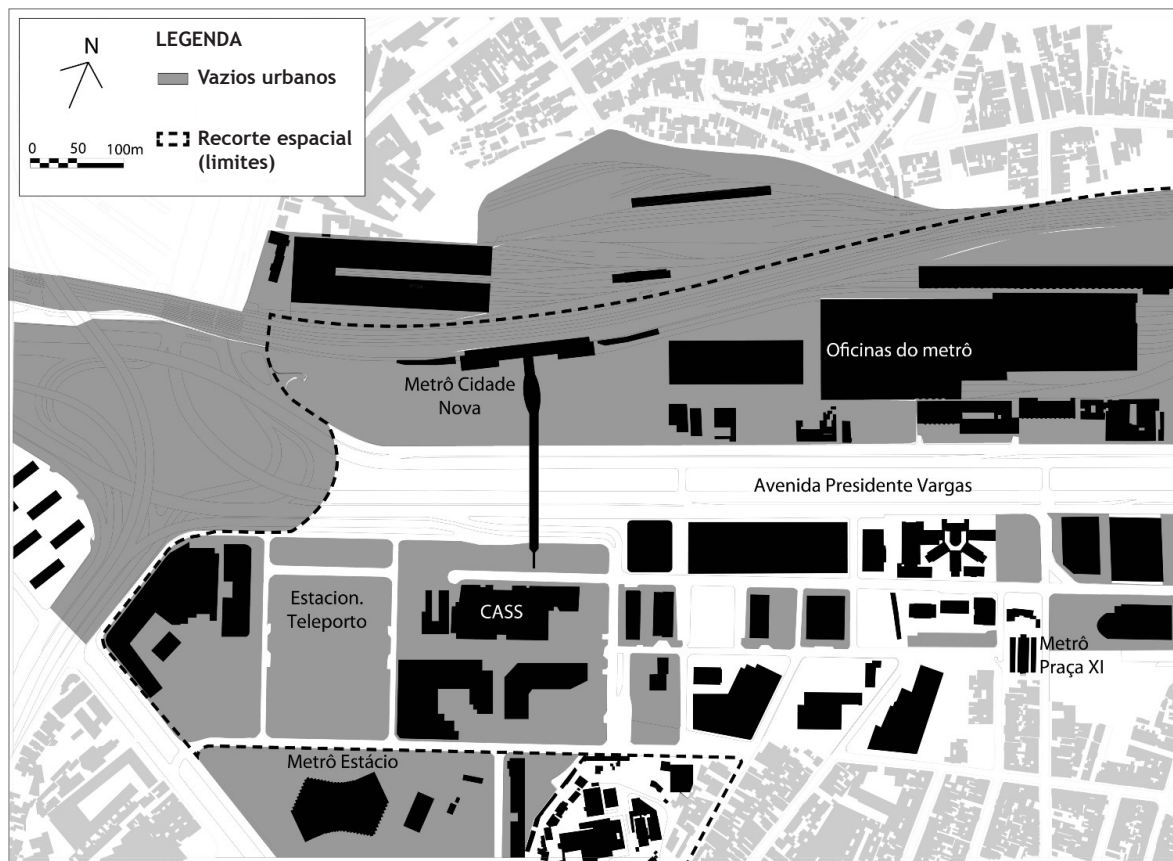 N
LEGENDA
Vazios urbanos
0 50 100m
Recorte espacial
(limites)
Oficinas do metrô
Metrô Cidade
Nova
Avenida Presidente Vargas
Estacion.
Teleporto
CASS
Metrô
Praça XI
Metrô Estácio